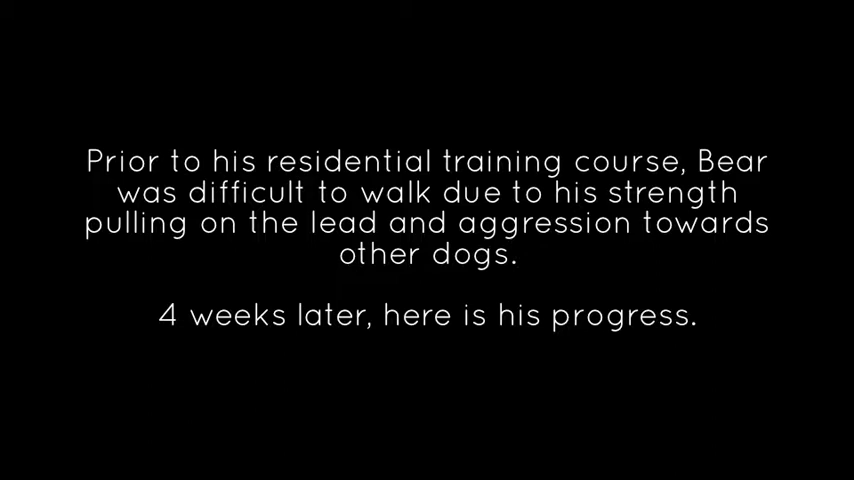 Prior to his residential training course, Bear
was difficult to walk due to his strength
pulling on the lead and aggression towards
other dogs.
4 weeks later, here is his progress.